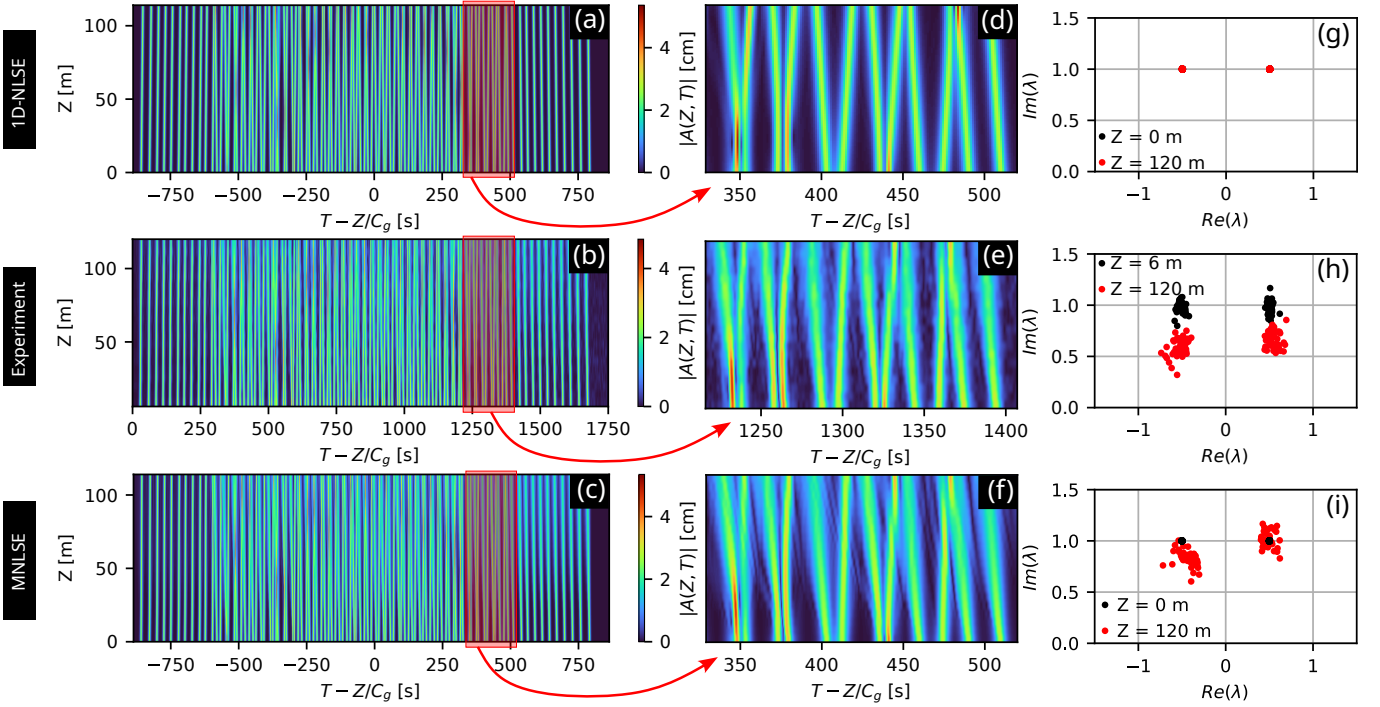 1D-NLSE
Z [m]
100
50
0
−750 −500 −250 0 250 500 750
T − Z/C_g [s]
(a)
4
2
0
|A(Z, T)| [cm]
(d)
350 400 450 500
T − Z/C_g [s]
(g)
Im(λ)
1.5
1.0
0.5
0.0
Z = 0 m
Z = 120 m
−1 0 1
Re(λ)
Experiment
Z [m]
100
50
0 250 500 750 1000 1250 1500 1750
T − Z/C_g [s]
(b)
4
2
0
|A(Z, T)| [cm]
(e)
1250 1300 1350 1400
T − Z/C_g [s]
(h)
Im(λ)
1.5
1.0
0.5
0.0
Z = 6 m
Z = 120 m
−1 0 1
Re(λ)
MNLSE
Z [m]
100
50
0
−750 −500 −250 0 250 500 750
T − Z/C_g [s]
(c)
4
2
0
|A(Z, T)| [cm]
(f)
350 400 450 500
T − Z/C_g [s]
(i)
Im(λ)
1.5
1.0
0.5
0.0
Z = 0 m
Z = 120 m
−1 0 1
Re(λ)